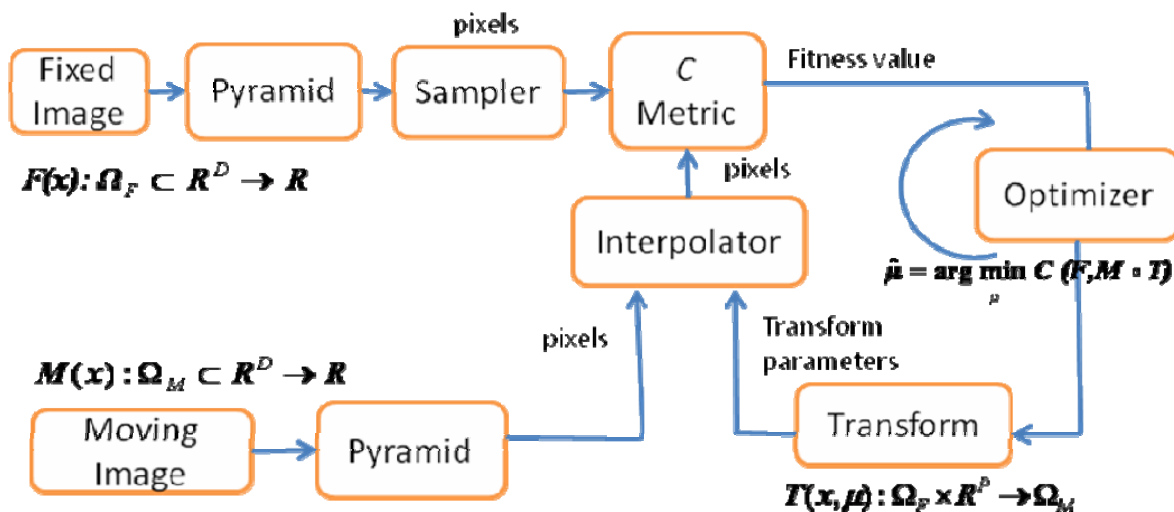 pixels
Fixed
Image
Pyramid
Sampler
C
Metric
Fitness value
F(x): Ω_F ⊂ R^D → R
pixels
Optimizer
Interpolator
μ̂ = arg min C (F,M ∘ T)
μ
pixels
Transform
parameters
M(x) : Ω_M ⊂ R^D → R
Moving
Image
Pyramid
Transform
T(x,μ) : Ω_F × R^P → Ω_M